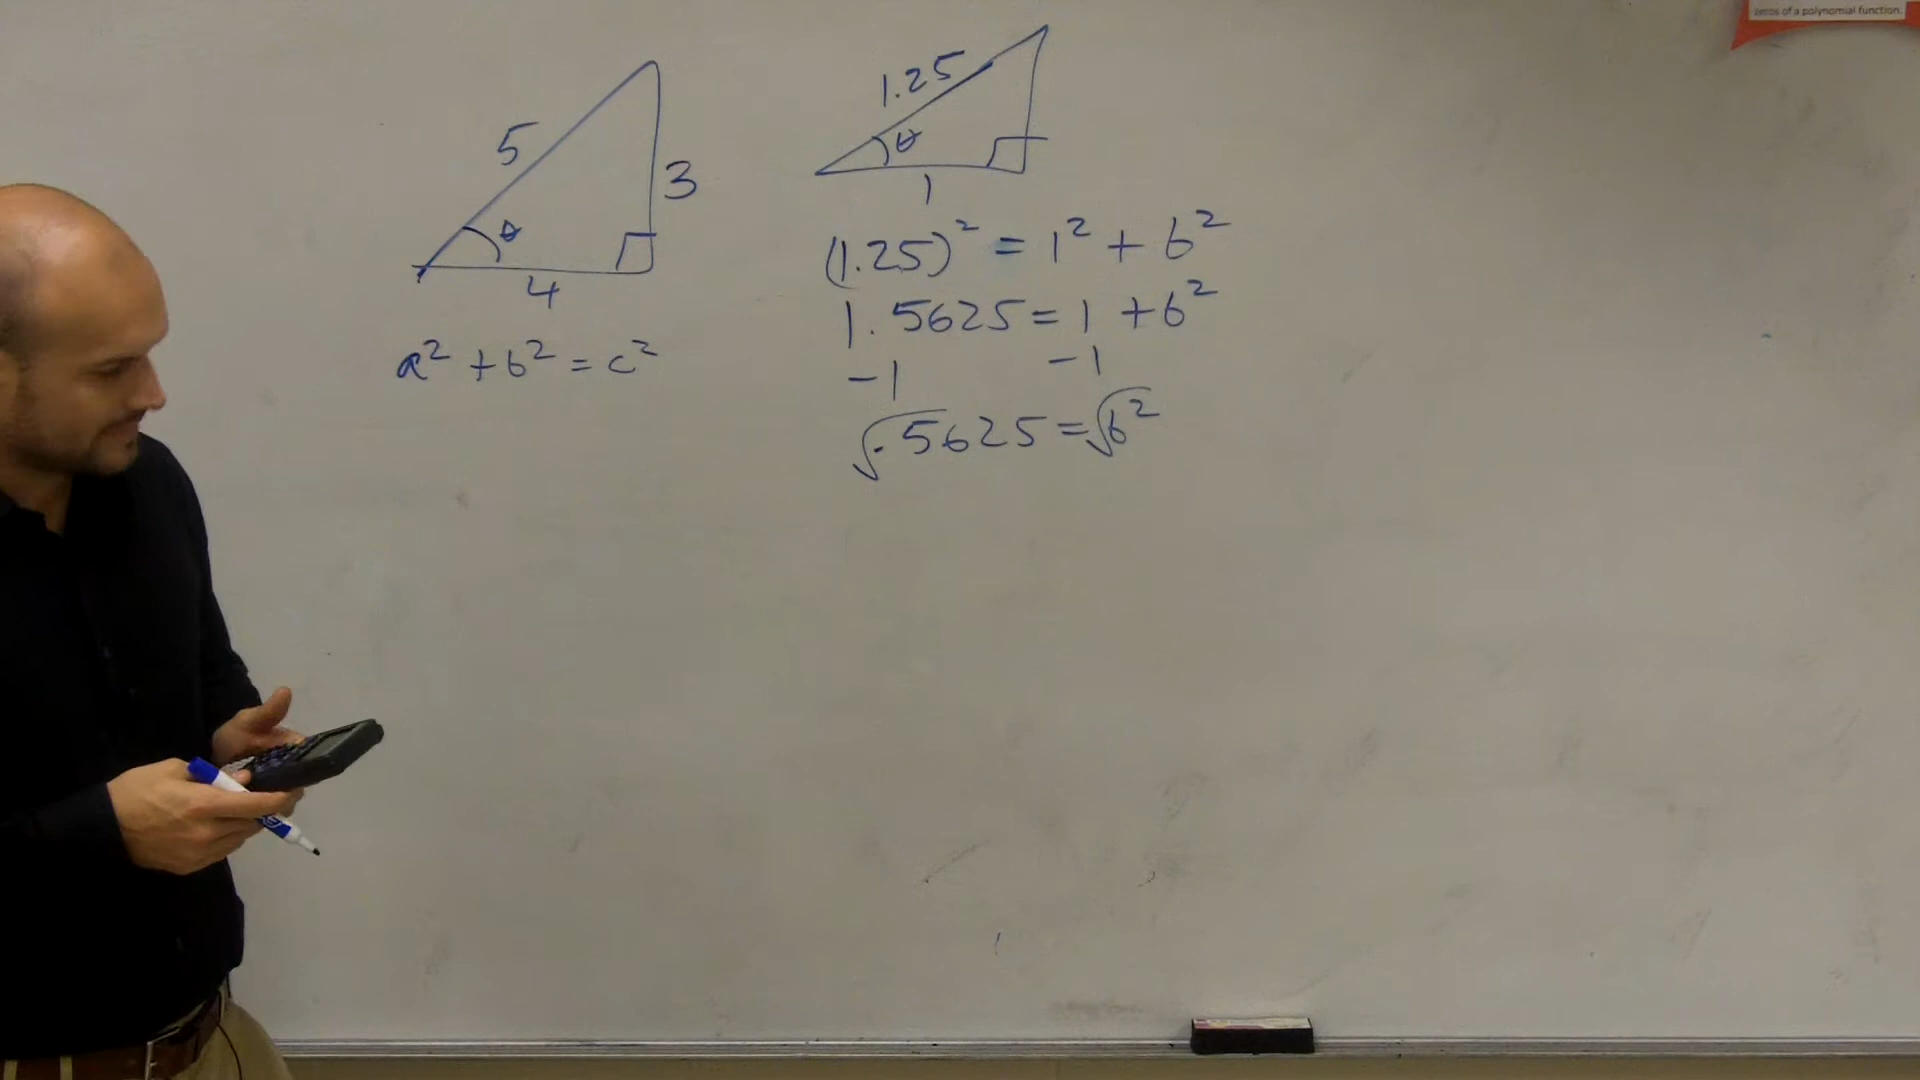 zeros of a polynomial function.
5
θ
3
4
a² + b² = c²
1.25
θ
1
(1.25)² = 1² + b²
1.5625 = 1 + b²
-1 -1
√.5625 = √b²